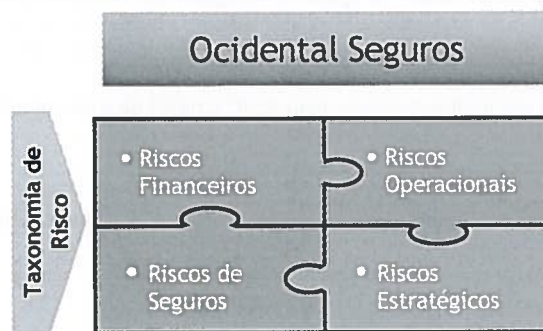 Ocidental Seguros
Taxonomia de
Risco
• Riscos
Financeiros
• Riscos
Operacionais
• Riscos de
Seguros
• Riscos
Estratégicos